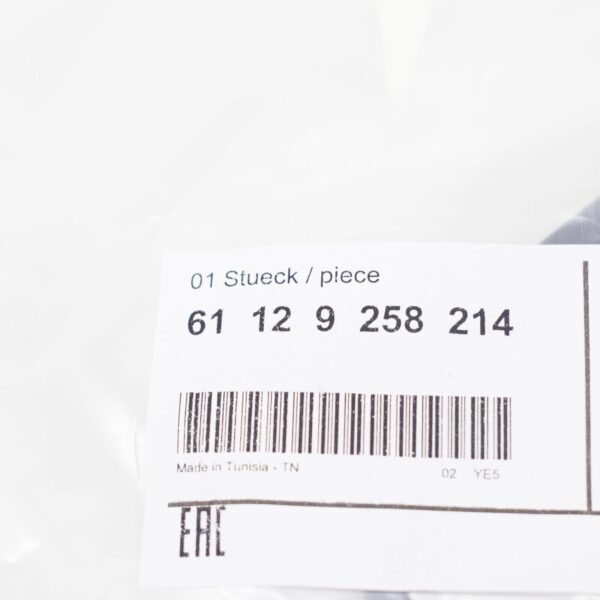 01 Stueck / piece
61 12 9 258 214
Made in Tunisia - TN 02 YE5
EAC